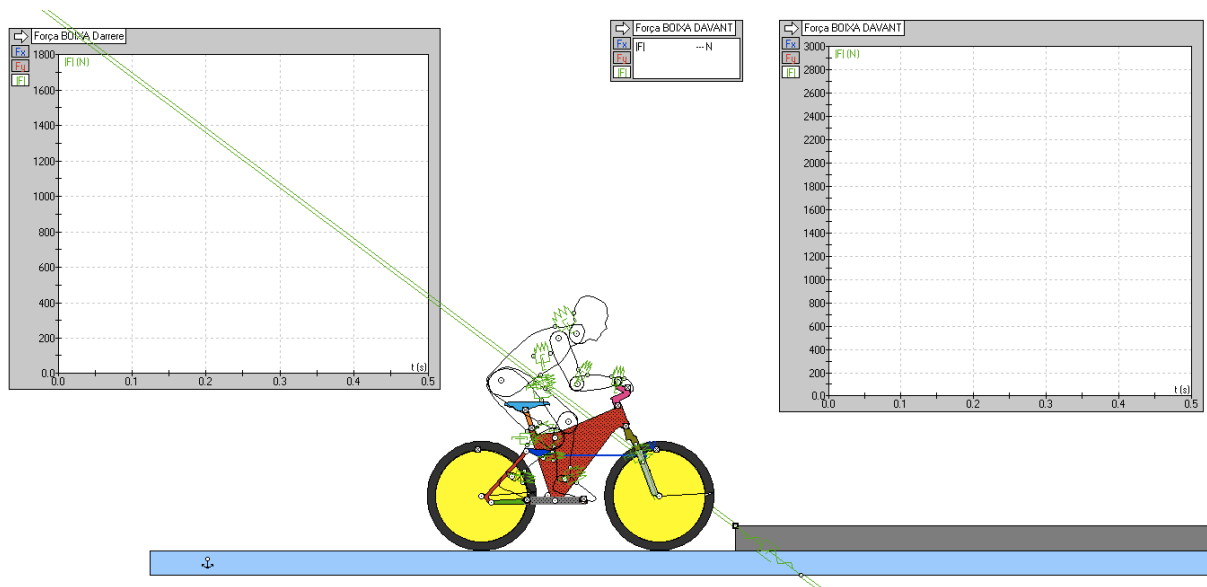 Força BOIXA Darrere
Fx
Fy
|F|
|F| (N)
1800
1600
1400
1200
1000
800
600
400
200
0.0
0.0
0.1
0.2
0.3
0.4
0.5
t (s)
Força BOIXA DAVANT
Fx
Fy
|F|
|F| --- N
Força BOIXA DAVANT
Fx
Fy
|F|
|F| (N)
3000
2800
2600
2400
2200
2000
1800
1600
1400
1200
1000
800
600
400
200
0.0
0.0
0.1
0.2
0.3
0.4
0.5
t (s)